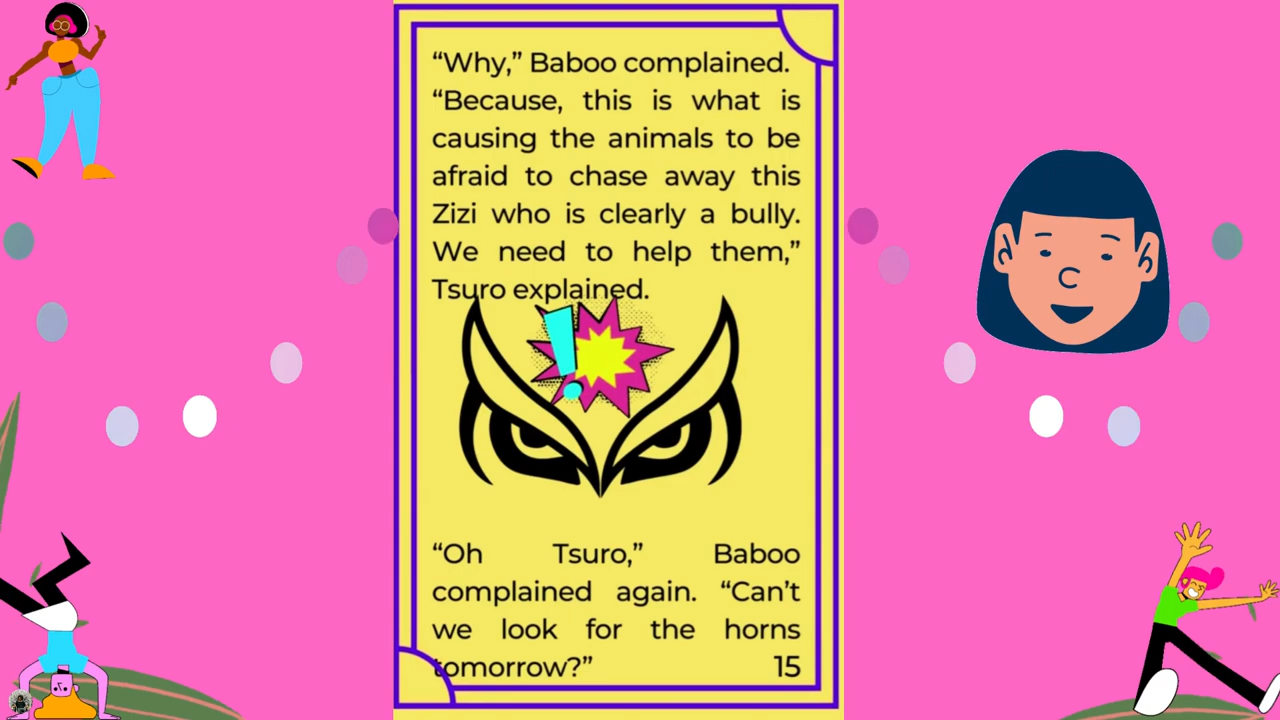 “Why,” Baboo complained.
“Because, this is what is
causing the animals to be
afraid to chase away this
Zizi who is clearly a bully.
We need to help them,”
Tsuro explained.
“Oh Tsuro,” Baboo
complained again. “Can’t
we look for the horns
tomorrow?” 15